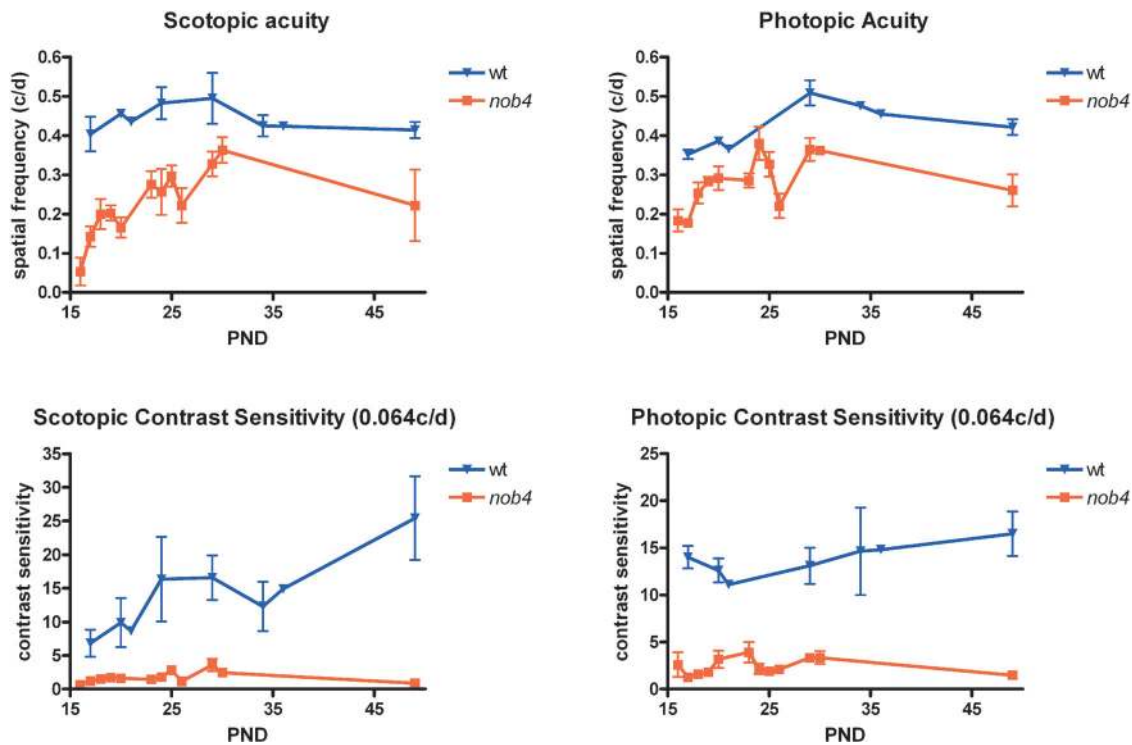 Scotopic acuity
0.6
0.5
0.4
0.3
0.2
0.1
0.0
spatial frequency (c/d)
15 25 35 45
PND
wt
nob4
Photopic Acuity
0.6
0.5
0.4
0.3
0.2
0.1
0.0
spatial frequency (c/d)
15 25 35 45
PND
wt
nob4
Scotopic Contrast Sensitivity (0.064c/d)
35
30
25
20
15
10
5
0
contrast sensitivity
15 25 35 45
PND
wt
nob4
Photopic Contrast Sensitivity (0.064c/d)
25
20
15
10
5
0
contrast sensitivity
15 25 35 45
PND
wt
nob4